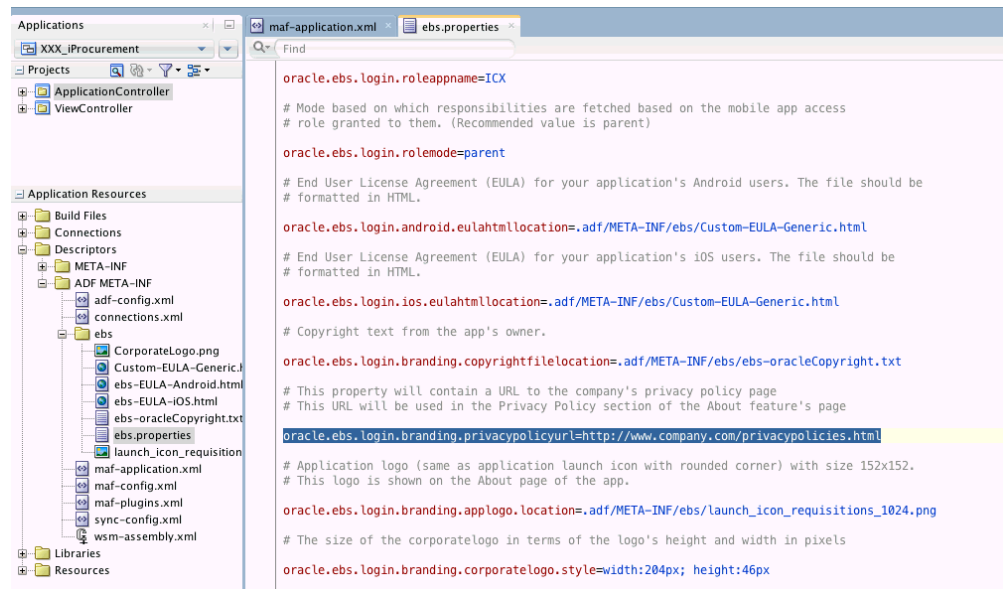 Applications
XXX_iProcurement
Projects
ApplicationController
ViewController
Application Resources
Build Files
Connections
Descriptors
META-INF
ADF META-INF
adf-config.xml
connections.xml
ebs
CorporateLogo.png
Custom-EULA-Generic.h
ebs-EULA-Android.html
ebs-EULA-iOS.html
ebs-oracleCopyright.txt
ebs.properties
launch_icon_requisition
maf-application.xml
maf-config.xml
maf-plugins.xml
sync-config.xml
wsm-assembly.xml
Libraries
Resources
maf-application.xml
ebs.properties
Find
oracle.ebs.login.roleappname=ICX
# Mode based on which responsibilities are fetched based on the mobile app access
# role granted to them. (Recommended value is parent)
oracle.ebs.login.rolemode=parent
# End User License Agreement (EULA) for your application's Android users. The file should be
# formatted in HTML.
oracle.ebs.login.android.eulahtmllocation=.adf/META-INF/ebs/Custom-EULA-Generic.html
# End User License Agreement (EULA) for your application's iOS users. The file should be
# formatted in HTML.
oracle.ebs.login.ios.eulahtmllocation=.adf/META-INF/ebs/Custom-EULA-Generic.html
# Copyright text from the app's owner.
oracle.ebs.login.branding.copyrightfilelocation=.adf/META-INF/ebs/ebs-oracleCopyright.txt
# This property will contain a URL to the company's privacy policy page
# This URL will be used in the Privacy Policy section of the About feature's page
oracle.ebs.login.branding.privacypolicyurl=http://www.company.com/privacypolicies.html
# Application logo (same as application launch icon with rounded corner) with size 152x152.
# This logo is shown on the About page of the app.
oracle.ebs.login.branding.applogo.location=.adf/META-INF/ebs/launch_icon_requisitions_1024.png
# The size of the corporatelogo in terms of the logo's height and width in pixels
oracle.ebs.login.branding.corporatelogo.style=width:204px; height:46px